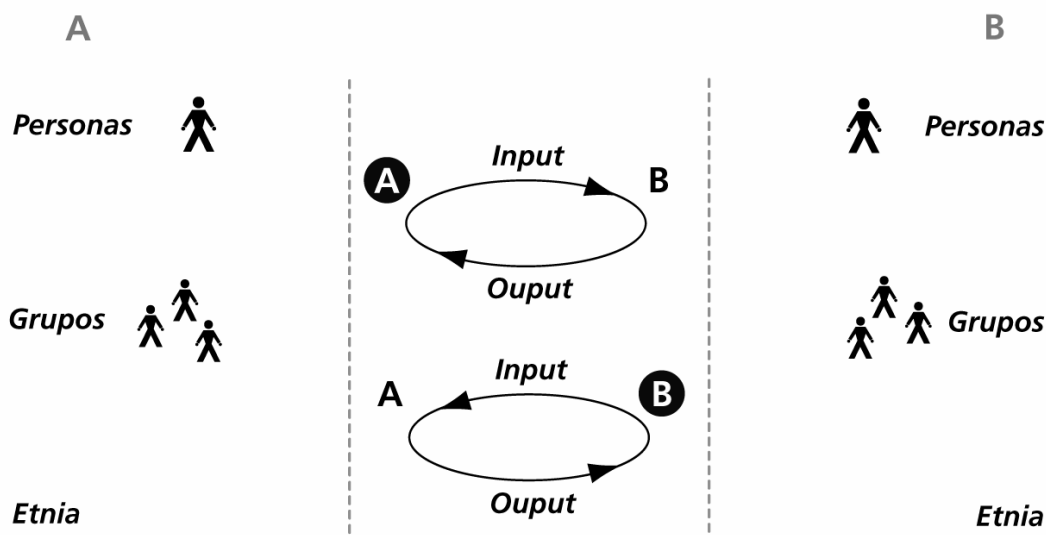 A
B
Personas
Personas
Input
A
B
Ouput
Grupos
Grupos
Input
A
B
Ouput
Etnia
Etnia